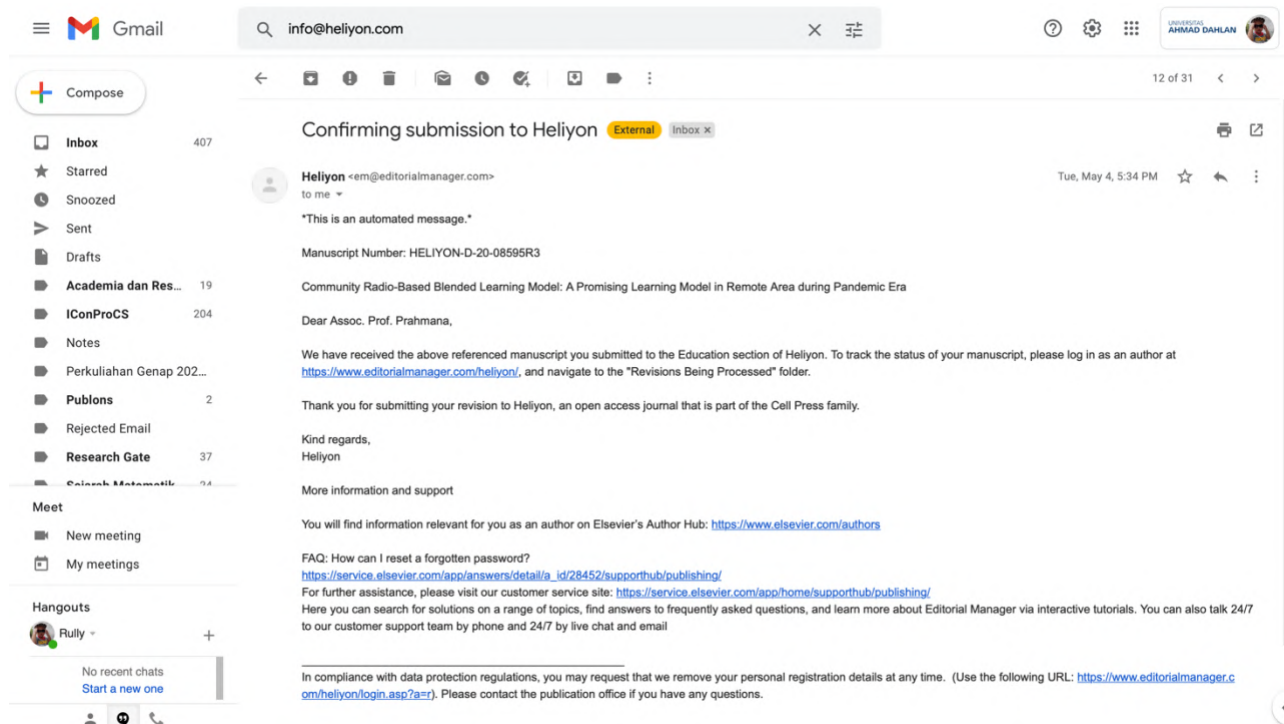 Gmail
info@heliyon.com
UNIVERSITAS
AHMAD DAHLAN
Compose
12 of 31
Inbox 407
Starred
Snoozed
Sent
Drafts
Academia dan Res... 19
IConProCS 204
Notes
Perkuliahan Genap 202...
Publons 2
Rejected Email
Research Gate 37
Sejarah Matematik 24
Meet
New meeting
My meetings
Hangouts
Rully
No recent chats
Start a new one
Confirming submission to Heliyon External Inbox ×
Heliyon <em@editorialmanager.com> Tue, May 4, 5:34 PM
to me
*This is an automated message.*
Manuscript Number: HELIYON-D-20-08595R3
Community Radio-Based Blended Learning Model: A Promising Learning Model in Remote Area during Pandemic Era
Dear Assoc. Prof. Prahmana,
We have received the above referenced manuscript you submitted to the Education section of Heliyon. To track the status of your manuscript, please log in as an author at
https://www.editorialmanager.com/heliyon/, and navigate to the "Revisions Being Processed" folder.
Thank you for submitting your revision to Heliyon, an open access journal that is part of the Cell Press family.
Kind regards,
Heliyon
More information and support
You will find information relevant for you as an author on Elsevier's Author Hub: https://www.elsevier.com/authors
FAQ: How can I reset a forgotten password?
https://service.elsevier.com/app/answers/detail/a_id/28452/supporthub/publishing/
For further assistance, please visit our customer service site: https://service.elsevier.com/app/home/supporthub/publishing/
Here you can search for solutions on a range of topics, find answers to frequently asked questions, and learn more about Editorial Manager via interactive tutorials. You can also talk 24/7
to our customer support team by phone and 24/7 by live chat and email
In compliance with data protection regulations, you may request that we remove your personal registration details at any time. (Use the following URL: https://www.editorialmanager.c
om/heliyon/login.asp?a=r). Please contact the publication office if you have any questions.